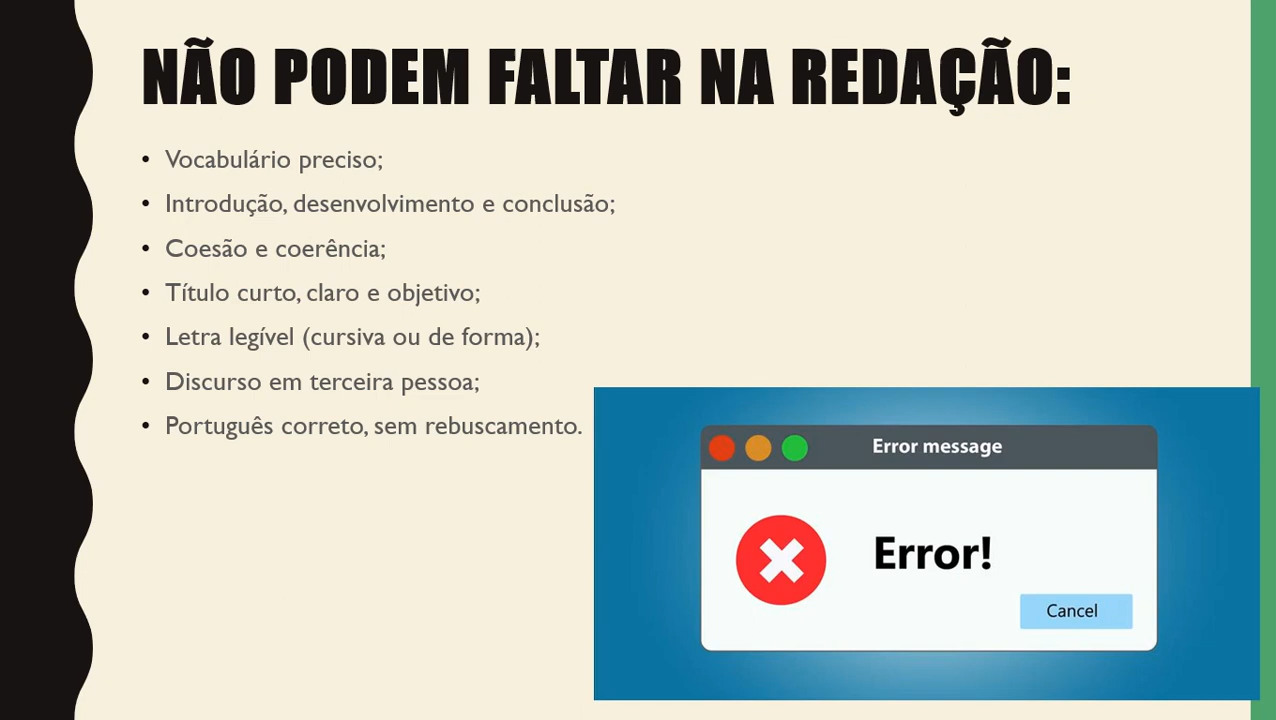 NÃO PODEM FALTAR NA REDAÇÃO:
• Vocabulário preciso;
• Introdução, desenvolvimento e conclusão;
• Coesão e coerência;
• Título curto, claro e objetivo;
• Letra legível (cursiva ou de forma);
• Discurso em terceira pessoa;
• Português correto, sem rebuscamento.
Error message
Error!
Cancel